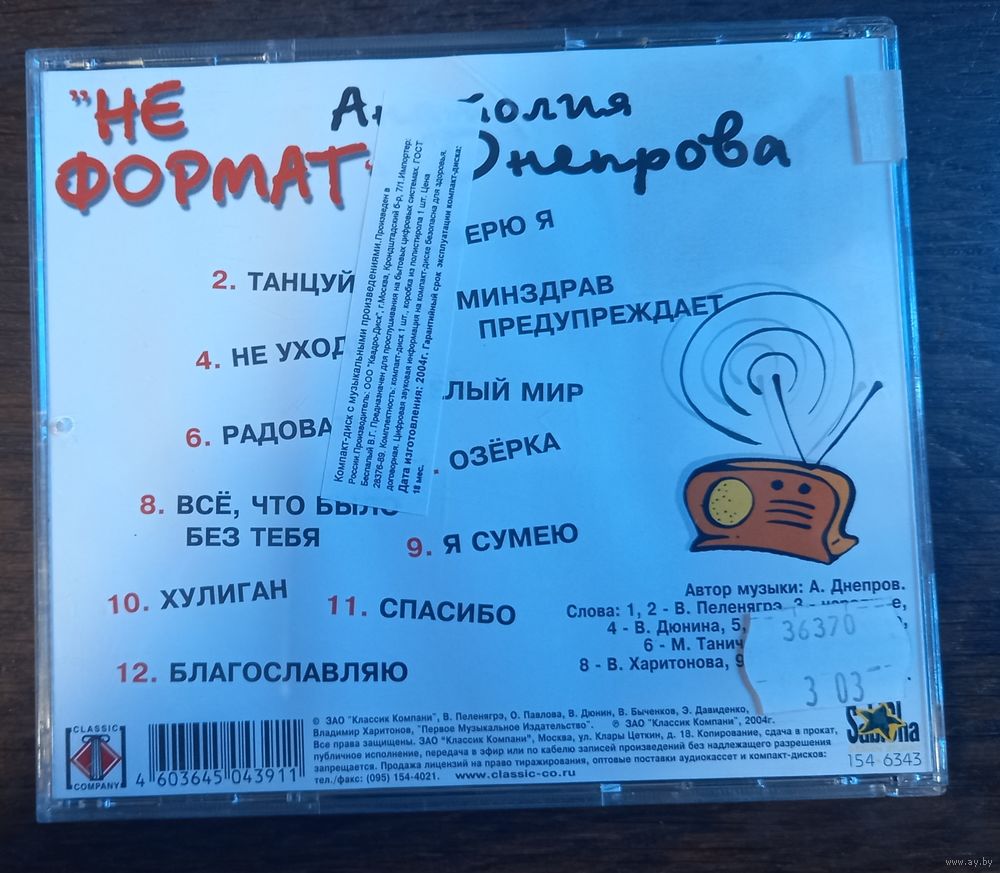 "НЕ
ФОРМАТ"
Днепрова
ЕРЮ Я
2. ТАНЦУЙ
МИНЗДРАВ
ПРЕДУПРЕЖДАЕТ
4. НЕ УХОД
ЛЫЙ МИР
6. РАДОВА
ОЗЁРКА
8. ВСЁ, ЧТО БЫЛО
БЕЗ ТЕБЯ
9. Я СУМЕЮ
10. ХУЛИГАН
11. СПАСИБО
12. БЛАГОСЛАВЛЯЮ
Компакт-диск с музыкальными произведениями. Произведен в
России. Производитель: ООО "Квадро-Диск", г.Москва, Кронштадский б-р, 7/1. Импортер:
Беспалый В.Г. Предназначен для прослушивания на бытовых цифровых системах. ГОСТ
28376-89. Комплектность: компакт-диск 1 шт., коробка из полистирола 1 шт. Цена
договорная. Цифровая звуковая информация на компакт-диске безопасна для здоровья.
Дата изготовления: 2004г. Гарантийный срок эксплуатации компакт-диска:
18 мес.
Автор музыки: А. Днепров.
Слова: 1, 2 - В. Пеленягрэ, 3 -
4 - В. Дюнина, 5,
6 - М. Танич
8 - В. Харитонова, 9
36370
3 03
CLASSIC
COMPANY
4 603645 043911
© ЗАО "Классик Компани", В. Пеленягрэ, О. Павлова, В. Дюнин, В. Быченков, Э. Давиденко,
Владимир Харитонов, "Первое Музыкальное Издательство". ℗ ЗАО "Классик Компани", 2004г.
Все права защищены. ЗАО "Классик Компани", Москва, ул. Клары Цеткин, д. 18. Копирование, сдача в прокат,
публичное исполнение, передача в эфир или по кабелю записей произведений без надлежащего разрешения
запрещается. Продажа лицензий на право тиражирования, оптовые поставки аудиокассет и компакт-дисков:
тел./факс: (095) 154-4021. www.classic-co.ru
154 6343
www.ay.by